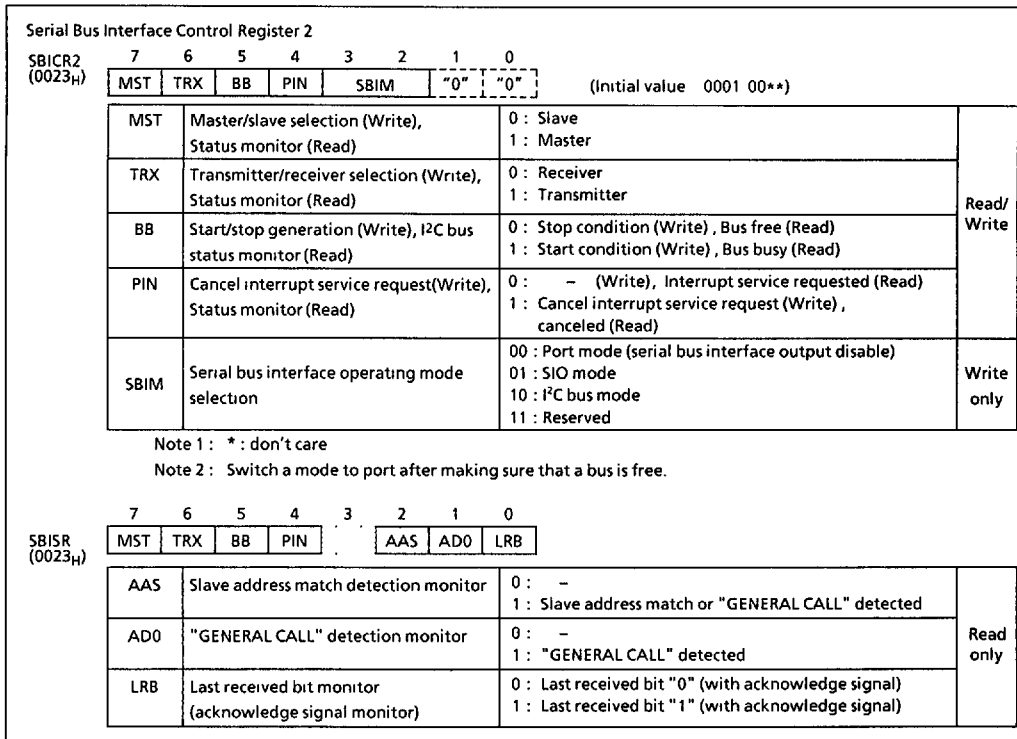 Serial Bus Interface Control Register 2
7 6 5 4 3 2 1 0
SBICR2
(0023H)
MST TRX BB PIN SBIM "0" "0" (Initial value 0001 00**)
MST Master/slave selection (Write), 0 : Slave
Status monitor (Read) 1 : Master
TRX Transmitter/receiver selection (Write), 0 : Receiver
Status monitor (Read) 1 : Transmitter
Read/
Write
BB Start/stop generation (Write), I²C bus 0 : Stop condition (Write) , Bus free (Read)
status monitor (Read) 1 : Start condition (Write) , Bus busy (Read)
PIN Cancel interrupt service request(Write), 0 : – (Write), Interrupt service requested (Read)
Status monitor (Read) 1 : Cancel interrupt service request (Write) ,
canceled (Read)
SBIM Serial bus interface operating mode
selection
00 : Port mode (serial bus interface output disable)
01 : SIO mode
10 : I²C bus mode
11 : Reserved
Write
only
Note 1 : * : don't care
Note 2 : Switch a mode to port after making sure that a bus is free.
7 6 5 4 3 2 1 0
SBISR
(0023H)
MST TRX BB PIN AAS AD0 LRB
AAS Slave address match detection monitor 0 : –
1 : Slave address match or "GENERAL CALL" detected
AD0 "GENERAL CALL" detection monitor 0 : –
1 : "GENERAL CALL" detected
Read
only
LRB Last received bit monitor 0 : Last received bit "0" (with acknowledge signal)
(acknowledge signal monitor) 1 : Last received bit "1" (with acknowledge signal)